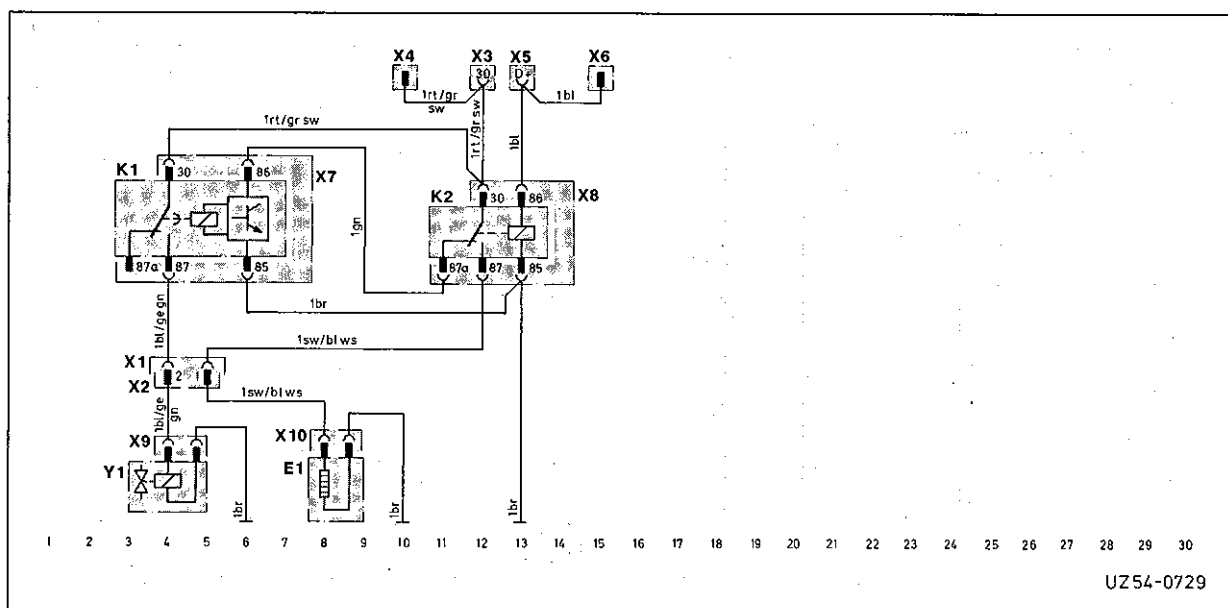 X4 X3 X5 X6
30 D+
1rt/gr sw
1bl
1rt/gr sw
1rt/gr sw
1bl
K1 30 86 X7
K2 30 86 X8
1gn
87a 87 85
87a 87 85
1br
1bl/ge gn
1sw/bl ws
X1
X2 2 1
1sw/bl ws
1bl/ge gn
X9 X10
Y1 E1
1br 1br 1br
1 2 3 4 5 6 7 8 9 10 11 12 13 14 15 16 17 18 19 20 21 22 23 24 25 26 27 28 29 30
UZ54-0729